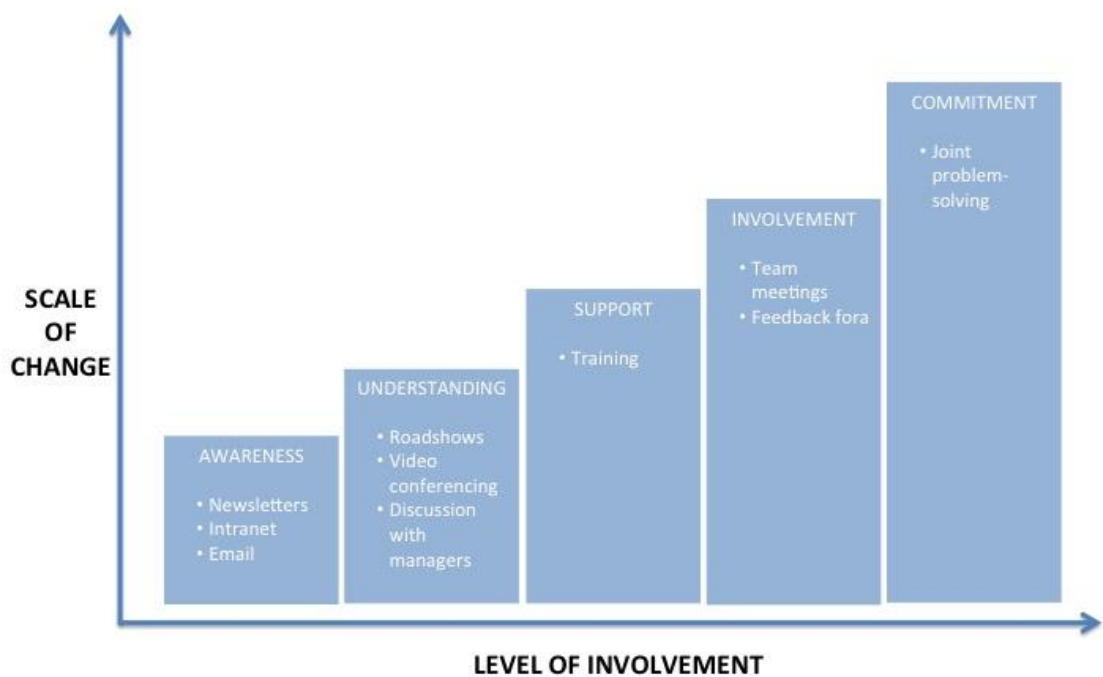 SCALE
OF
CHANGE
AWARENESS
• Newsletters
• Intranet
• Email
UNDERSTANDING
• Roadshows
• Video
conferencing
• Discussion
with
managers
SUPPORT
• Training
INVOLVEMENT
• Team
meetings
• Feedback fora
COMMITMENT
• Joint
problem-
solving
LEVEL OF INVOLVEMENT